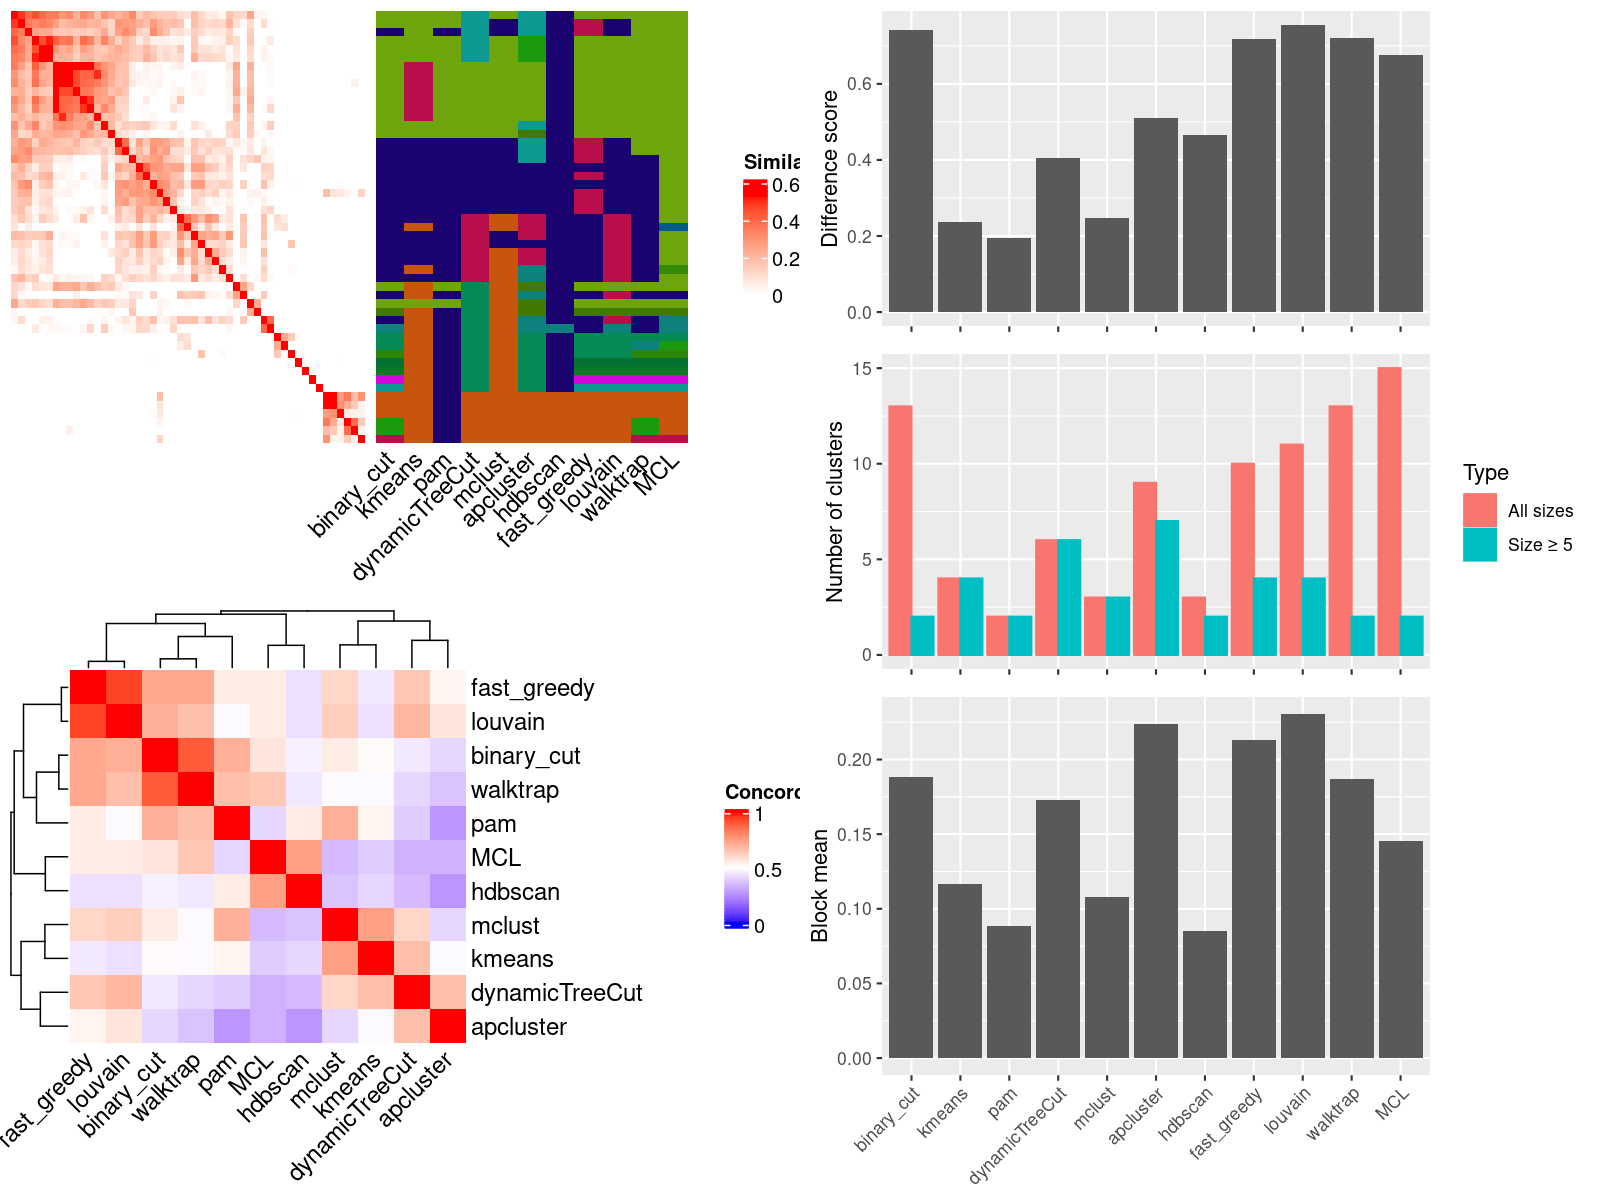 Simila
0.6
0.4
0.2
0
binary_cut
kmeans
pam
dynamicTreeCut
mclust
apcluster
hdbscan
fast_greedy
louvain
walktrap
MCL
Difference score
0.6
0.4
0.2
0.0
Number of clusters
15
10
5
0
Type
All sizes
Size ≥ 5
fast_greedy
louvain
binary_cut
walktrap
pam
MCL
hdbscan
mclust
kmeans
dynamicTreeCut
apcluster
fast_greedy
louvain
binary_cut
walktrap
pam
MCL
hdbscan
mclust
kmeans
dynamicTreeCut
apcluster
Concord
1
0.5
0
Block mean
0.20
0.15
0.10
0.05
0.00
binary_cut
kmeans
pam
dynamicTreeCut
mclust
apcluster
hdbscan
fast_greedy
louvain
walktrap
MCL